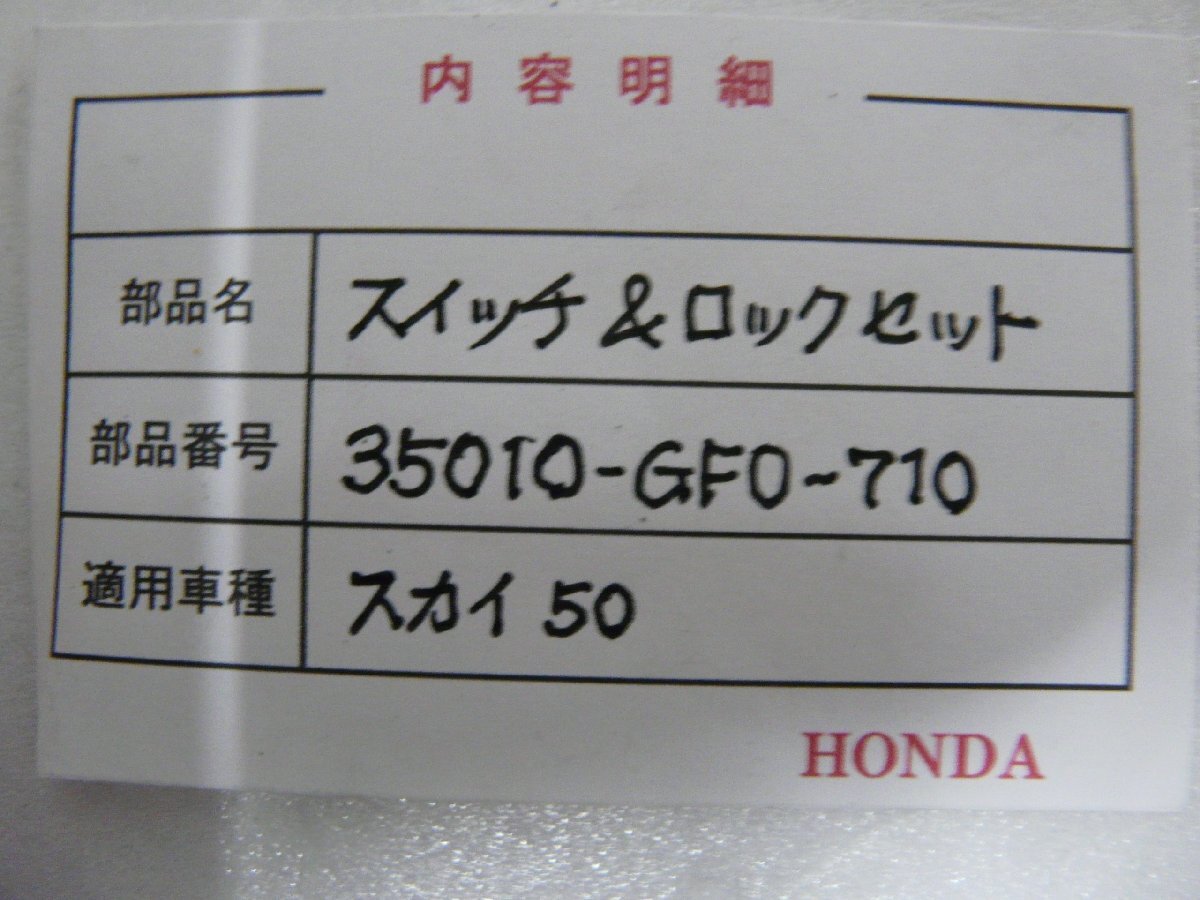 内容明細
部品名 スイッチ&ロックセット
部品番号 35010-GF0-710
適用車種 スカイ50
HONDA